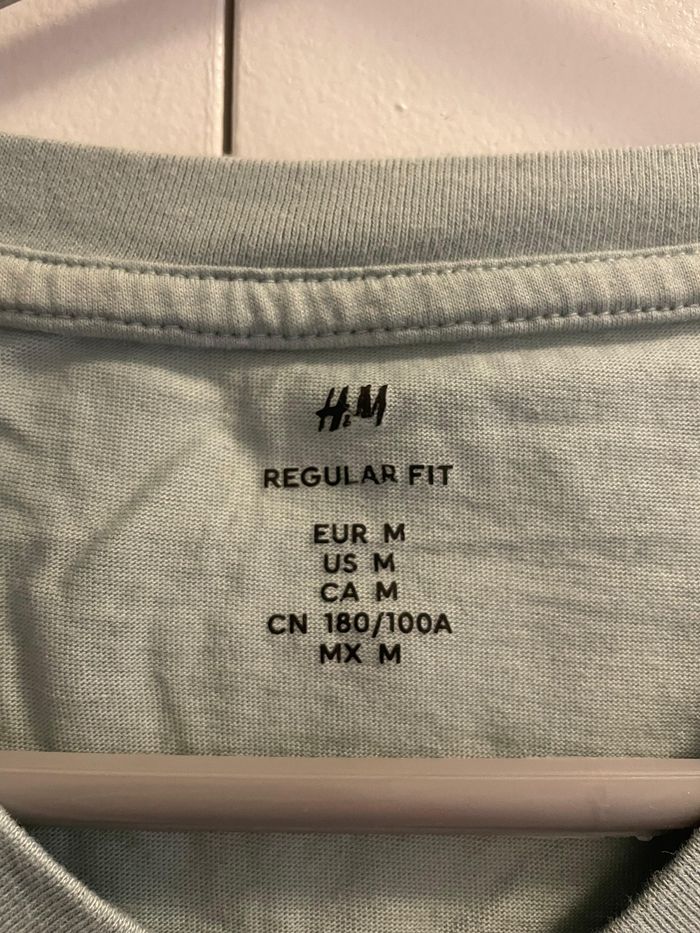 H&M
REGULAR FIT
EUR M
US M
CA M
CN 180/100A
MX M